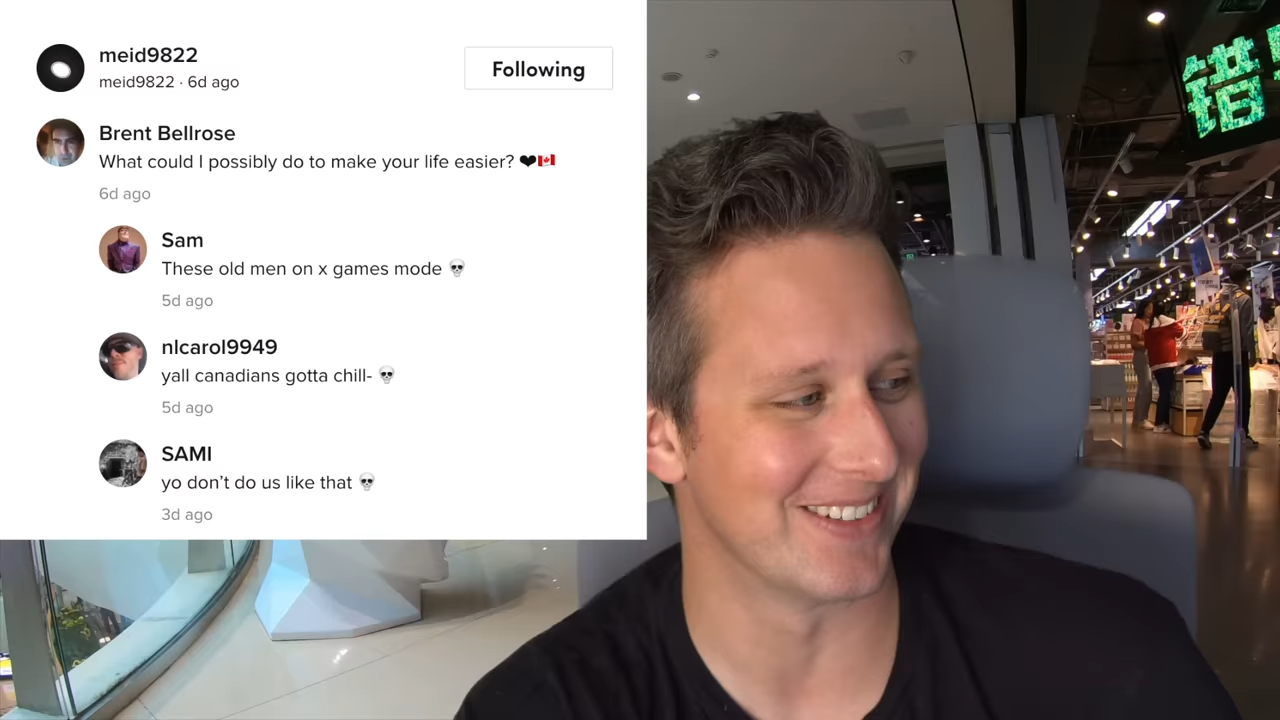 meid9822
meid9822 · 6d ago
Following
Brent Bellrose
What could I possibly do to make your life easier? ❤🇨🇦
6d ago
Sam
These old men on x games mode 💀
5d ago
nlcarol9949
yall canadians gotta chill- 💀
5d ago
SAMI
yo don’t do us like that 💀
3d ago
错